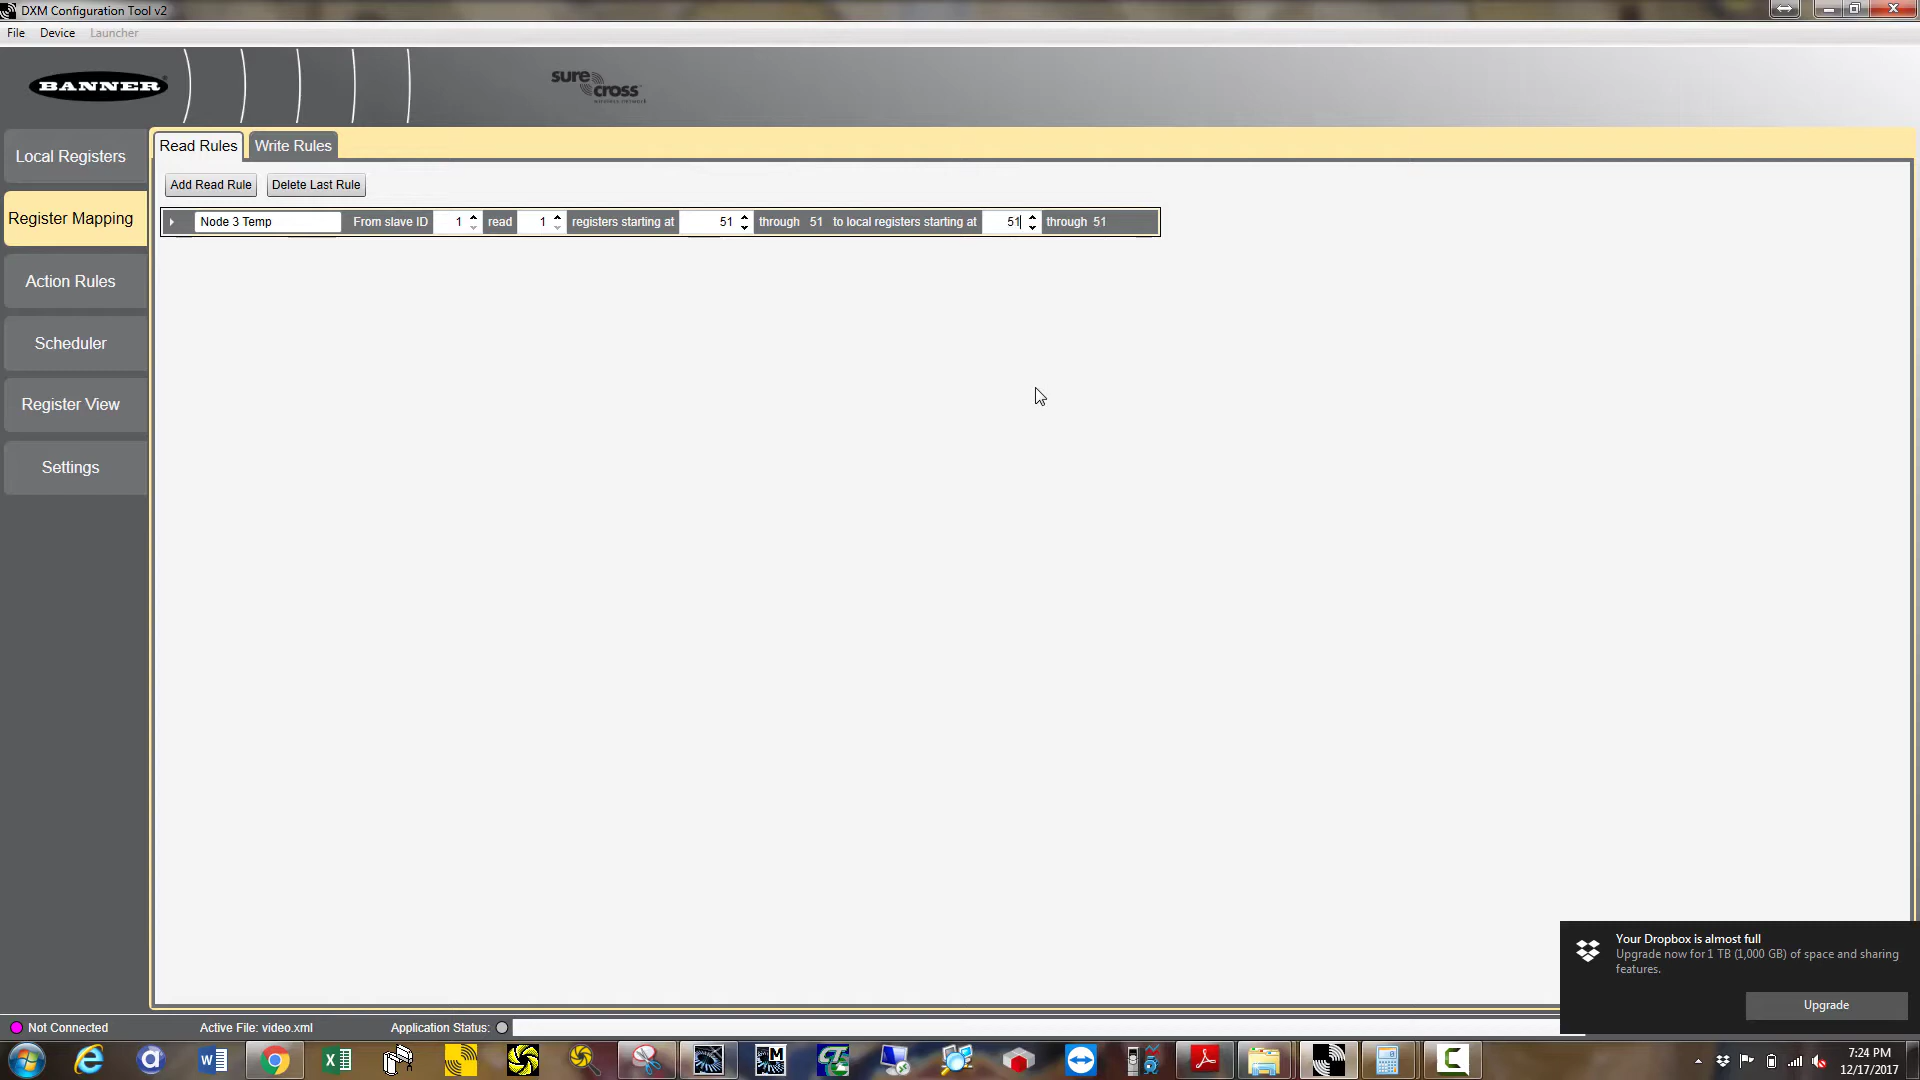 DXM Configuration Tool v2
File Device Launcher
BANNER
sure cross
Local Registers
Register Mapping
Action Rules
Scheduler
Register View
Settings
Read Rules Write Rules
Add Read Rule Delete Last Rule
Node 3 Temp From slave ID 1 read 1 registers starting at 51 through 51 to local registers starting at 51 through 51
Your Dropbox is almost full
Upgrade now for 1 TB (1,000 GB) of space and sharing
features.
Upgrade
Not Connected Active File: video.xml Application Status:
7:24 PM
12/17/2017